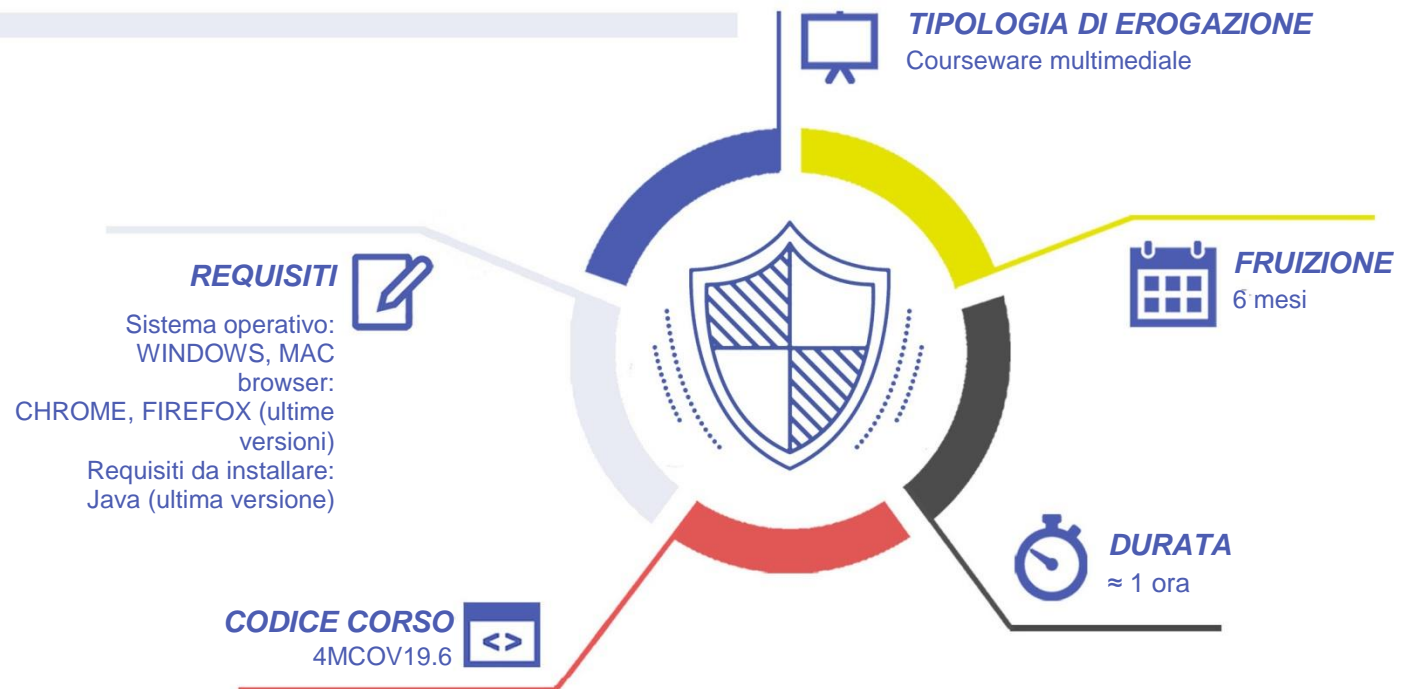 TIPOLOGIA DI EROGAZIONE
Courseware multimediale
REQUISITI
Sistema operativo:
WINDOWS, MAC
browser:
CHROME, FIREFOX (ultime
versioni)
Requisiti da installare:
Java (ultima versione)
FRUIZIONE
6 mesi
DURATA
≈ 1 ora
CODICE CORSO
4MCOV19.6
<>